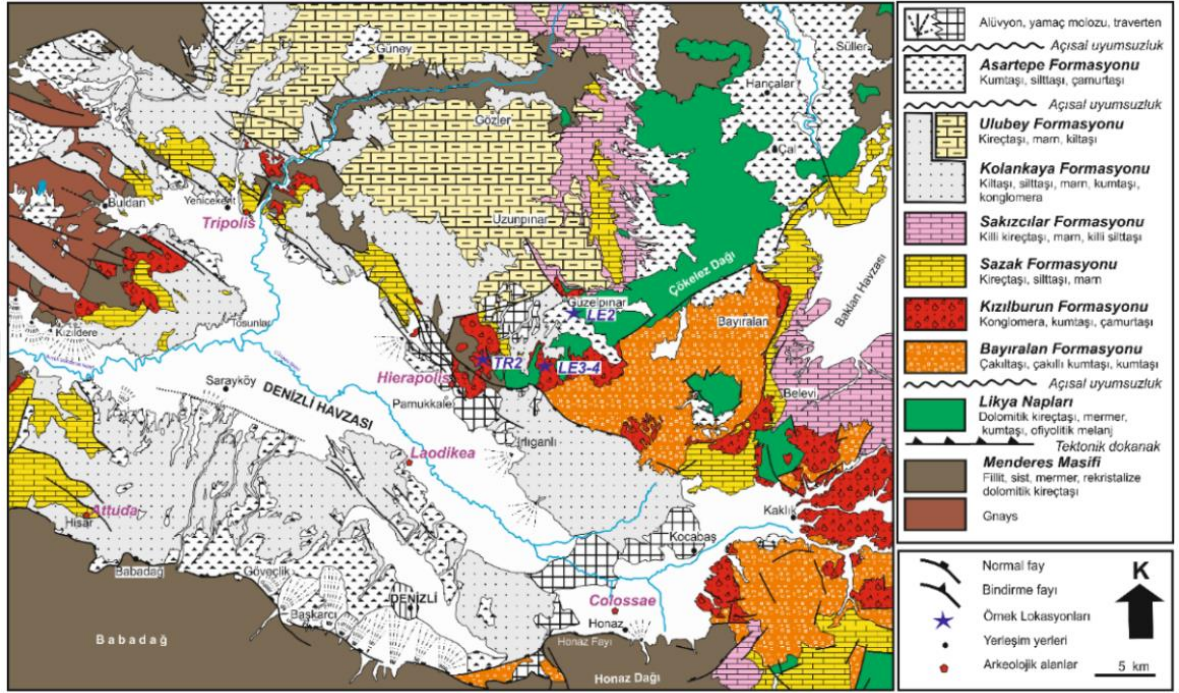 Güney
Süller
Hançalar
Gözler
Çal
Buldan
Yenicekent
Tripolis
Uzunpınar
Çökelez Dağı
Baklan Havzası
Güzelpınar
LE2
Bayıralan
Kızıldere
Tosunlar
TR2
LE3-4
Hierapolis
Sarayköy
Pamukkale
Belevi
DENİZLİ HAVZASI
Irlıganlı
Laodikea
Attuda
Hisar
Kaklık
Kocabaş
Babadağ
Gövedik
DENİZLİ
Colossae
Başkarcı
Honaz
Babadağ
Honaz Fayı
Honaz Dağı
Alüvyon, yamaç molozu, traverten
Açısal uyumsuzluk
Asartepe Formasyonu
Kumtaşı, silttaşı, çamurtaşı
Açısal uyumsuzluk
Ulubey Formasyonu
Kireçtaşı, marn, kiltaşı
Kolankaya Formasyonu
Kiltaşı, silttaşı, marn, kumtaşı,
konglomera
Sakızcılar Formasyonu
Killi kireçtaşı, marn, killi silttaşı
Sazak Formasyonu
Kireçtaşı, silttaşı, marn
Kızılburun Formasyonu
Konglomera, kumtaşı, çamurtaşı
Bayıralan Formasyonu
Çakıltaşı, çakıllı kumtaşı, kumtaşı
Açısal uyumsuzluk
Likya Napları
Dolomitik kireçtaşı, mermer,
kumtaşı, ofiyolitik melanj
Tektonik dokanak
Menderes Masifi
Fillit, şist, mermer, rekristalize
dolomitik kireçtaşı
Gnays
Normal fay
Bindirme fayı
Örnek Lokasyonları
Yerleşim yerleri
Arkeolojik alanlar
K
5 km